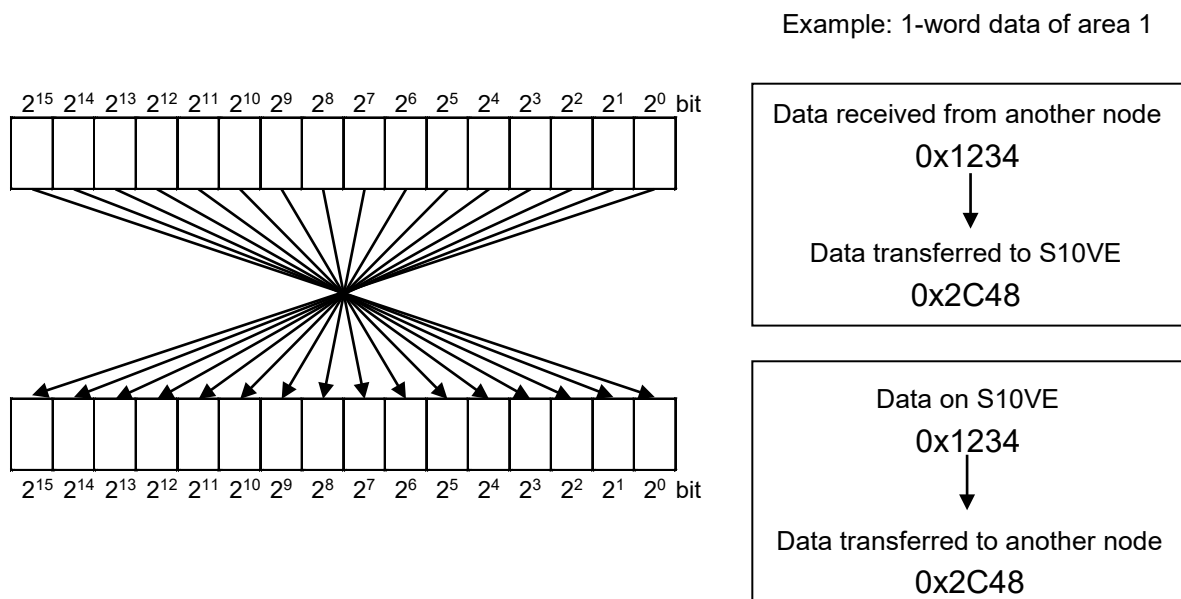 Example: 1-word data of area 1
2¹⁵ 2¹⁴ 2¹³ 2¹² 2¹¹ 2¹⁰ 2⁹ 2⁸ 2⁷ 2⁶ 2⁵ 2⁴ 2³ 2² 2¹ 2⁰ bit
2¹⁵ 2¹⁴ 2¹³ 2¹² 2¹¹ 2¹⁰ 2⁹ 2⁸ 2⁷ 2⁶ 2⁵ 2⁴ 2³ 2² 2¹ 2⁰ bit
Data received from another node
0x1234
Data transferred to S10VE
0x2C48
Data on S10VE
0x1234
Data transferred to another node
0x2C48